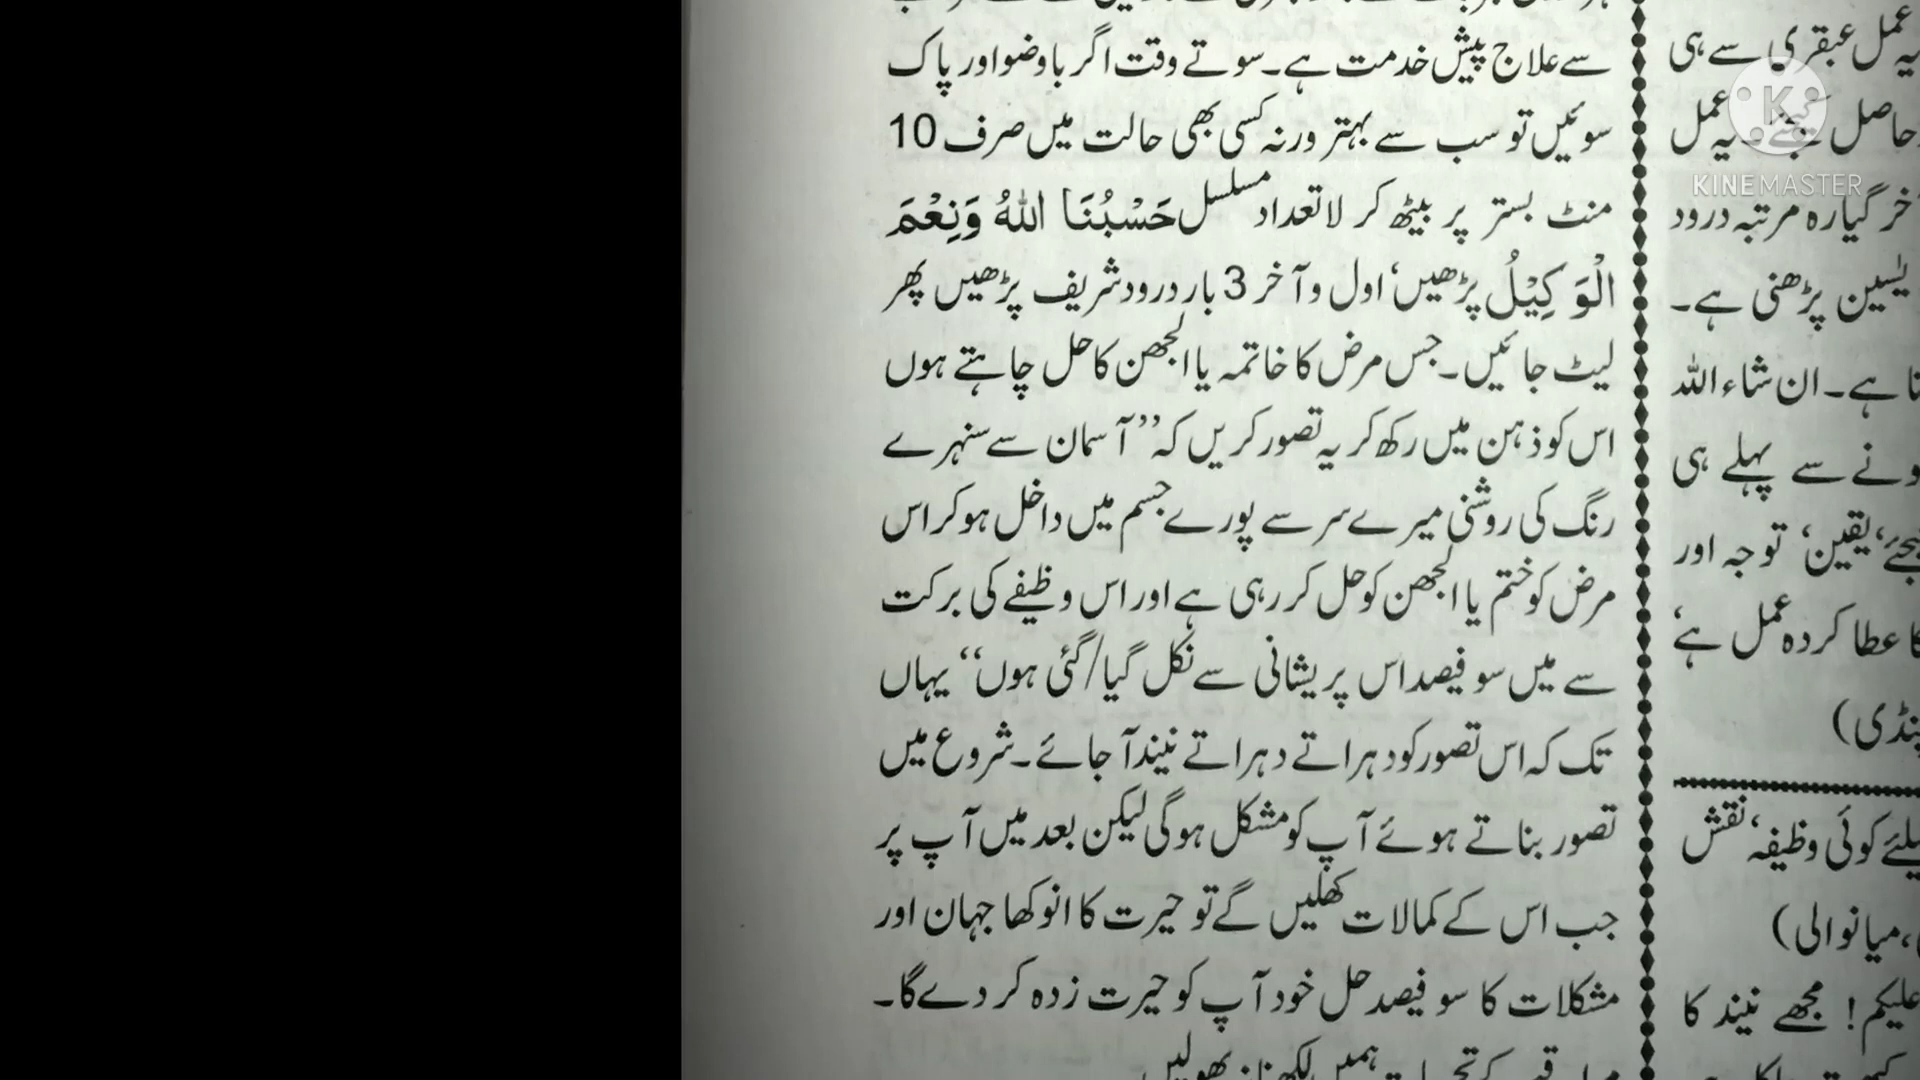 سے علاج پیش خدمت ہے۔ سوتے وقت اگر باوضو اور پاک
سوئیں تو سب سے بہتر ورنہ کسی بھی حالت میں صرف 10
منٹ بستر پر بیٹھ کر لاتعداد مسلسل حَسْبُنَا اللهُ وَنِعْمَ
الْوَكِيْلُ پڑھیں‘ اول و آخر 3 بار درود شریف پڑھیں پھر
لیٹ جائیں۔ جس مرض کا خاتمہ یا الجھن کا حل چاہتے ہوں
اس کو ذہن میں رکھ کر یہ تصور کریں کہ ’’آسمان سے سنہرے
رنگ کی روشنی میرے سر سے پورے جسم میں داخل ہو کر اس
مرض کو ختم یا الجھن کو حل کر رہی ہے اور اس وظیفے کی برکت
سے میں سو فیصد اس پریشانی سے نکل گیا/گئی ہوں‘‘ یہاں
تک کہ اس تصور کو دہراتے دہراتے نیند آ جائے۔ شروع میں
تصور بناتے ہوئے آپ کو مشکل ہو گی لیکن بعد میں آپ پر
جب اس کے کمالات کھلیں گے تو حیرت کا انوکھا جہان اور
مشکلات کا سو فیصد حل خود آپ کو حیرت زدہ کر دے گا۔
عمل عبقری سے ہی
حاصل کیجئے۔ یہ عمل
گیارہ مرتبہ درود
یٰسین پڑھنی ہے۔
ہے۔ ان شاء اللہ
سے پہلے ہی
یقین‘ توجہ اور
عطا کردہ عمل ہے‘
کوئی وظیفہ‘ نقش
میانوالی)
! مجھے نیند کا
KINEMASTER